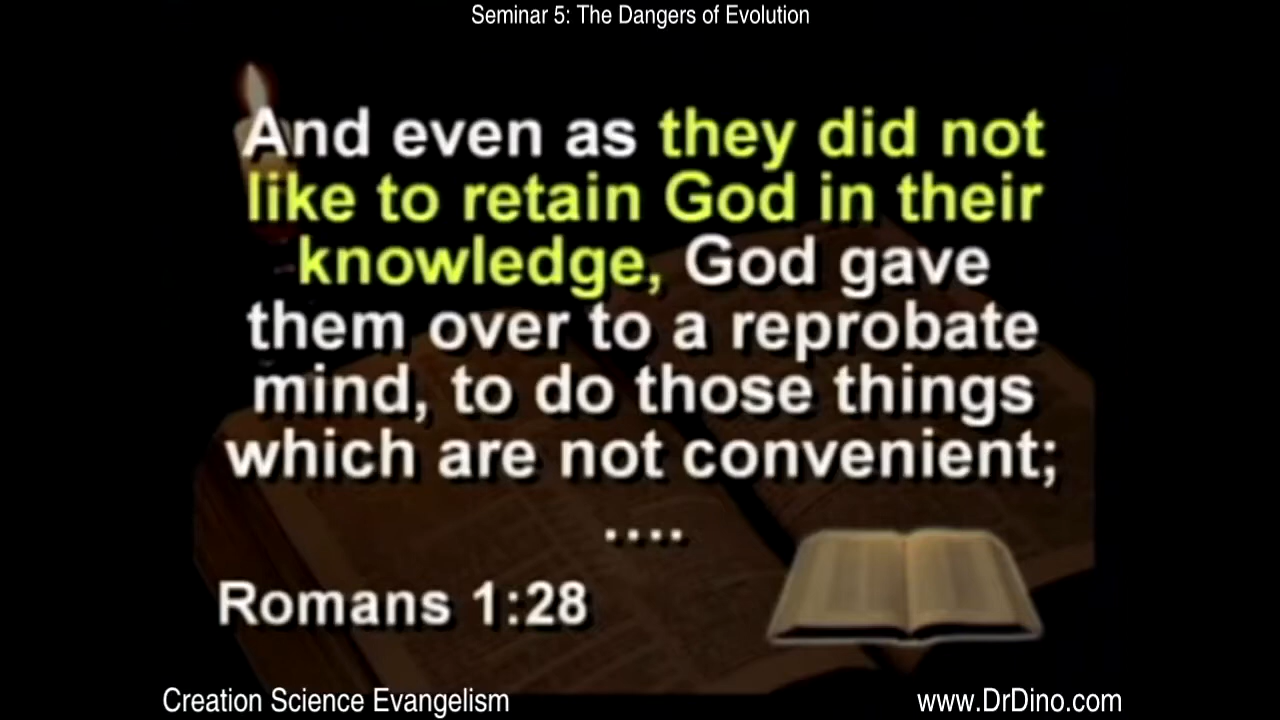 Seminar 5: The Dangers of Evolution
And even as they did not
like to retain God in their
knowledge, God gave
them over to a reprobate
mind, to do those things
which are not convenient;
....
Romans 1:28
Creation Science Evangelism
www.DrDino.com